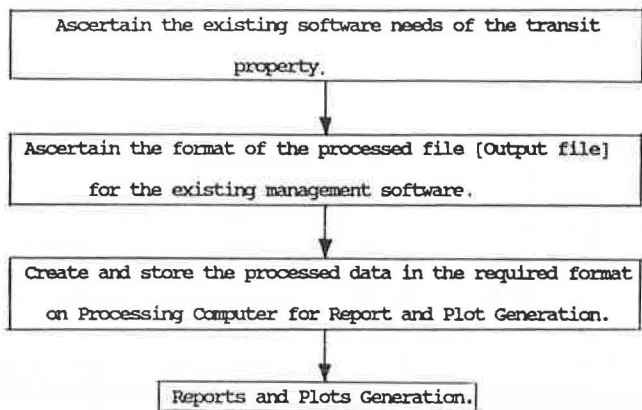 Ascertain the existing software needs of the transit
property.
Ascertain the format of the processed file [Output file]
for the existing management software.
Create and store the processed data in the required format
on Processing Computer for Report and Plot Generation.
Reports and Plots Generation.